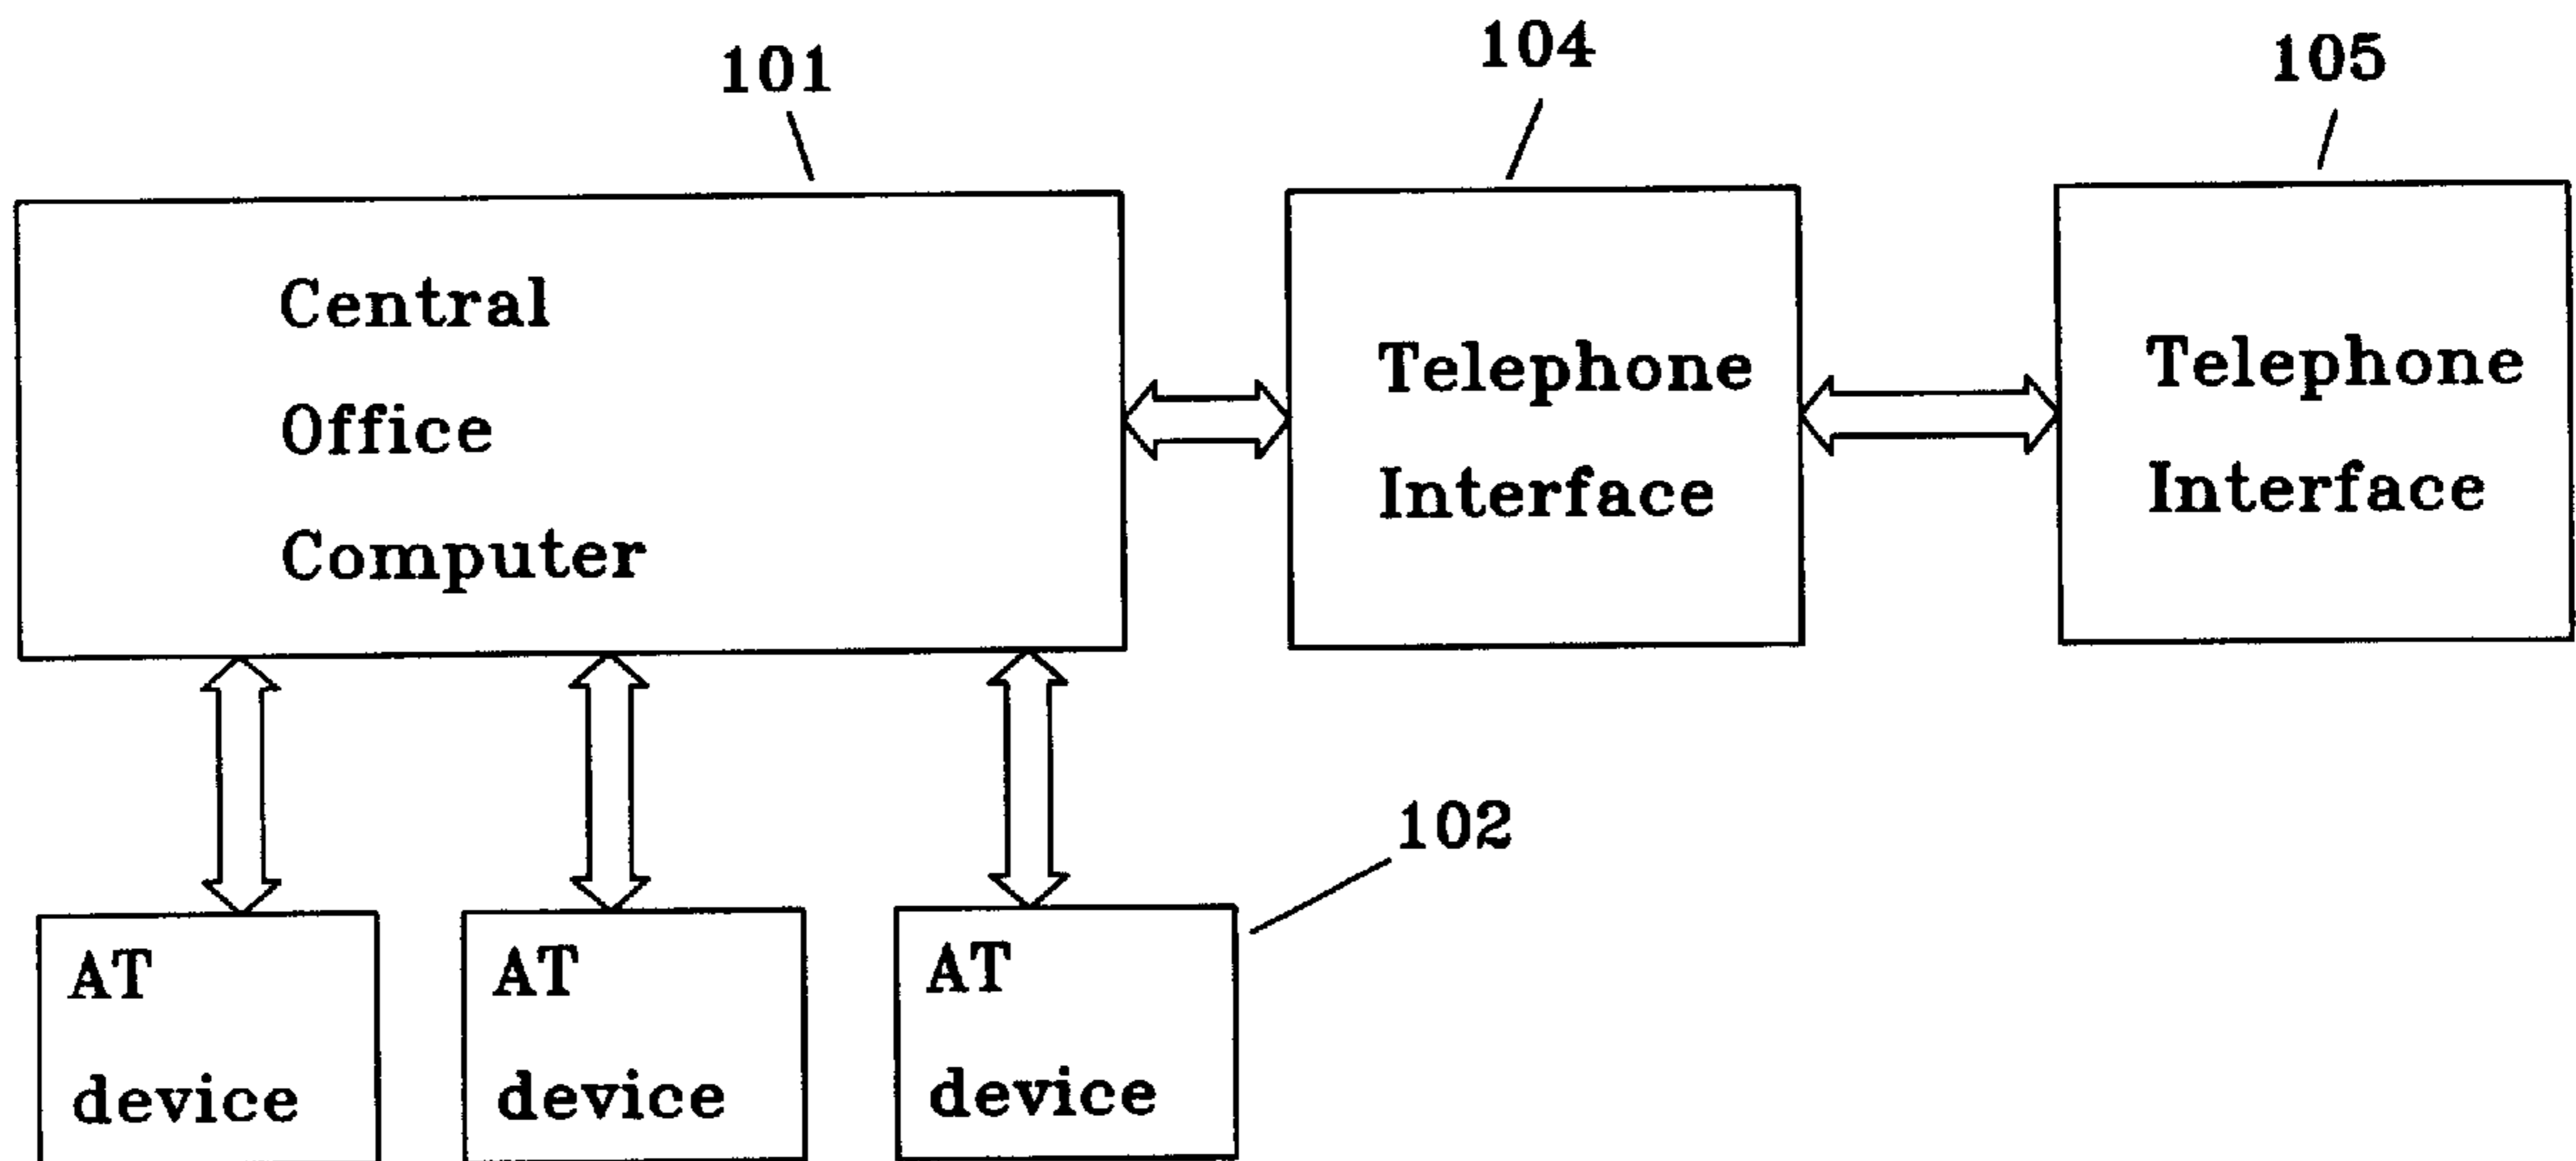 101
104
105
Central
Office
Computer
Telephone
Interface
Telephone
Interface
102
AT
device
AT
device
AT
device